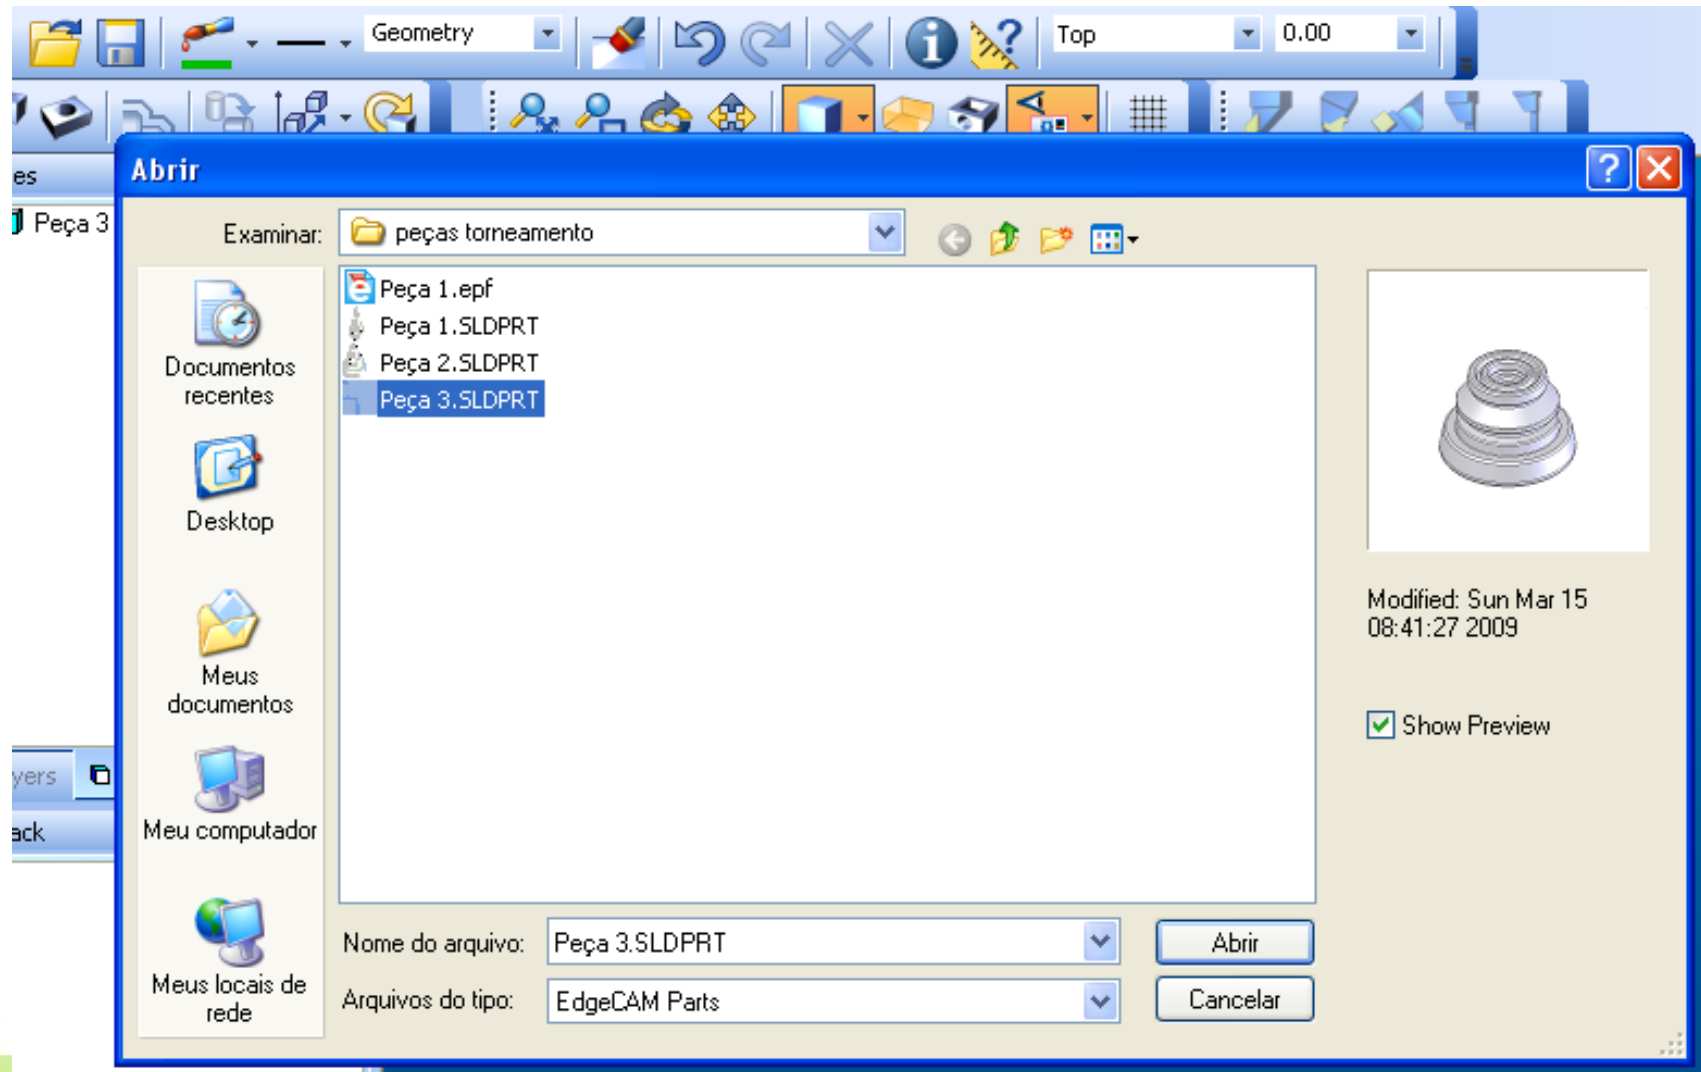 Geometry
Top
0.00
es
Abrir
Peça 3
Examinar:
peças torneamento
Peça 1.epf
Peça 1.SLDPRT
Peça 2.SLDPRT
Peça 3.SLDPRT
Documentos
recentes
Desktop
Meus
documentos
Meu computador
Meus locais de
rede
Modified: Sun Mar 15
08:41:27 2009
Show Preview
yers
ack
Nome do arquivo:
Peça 3.SLDPRT
Abrir
Arquivos do tipo:
EdgeCAM Parts
Cancelar